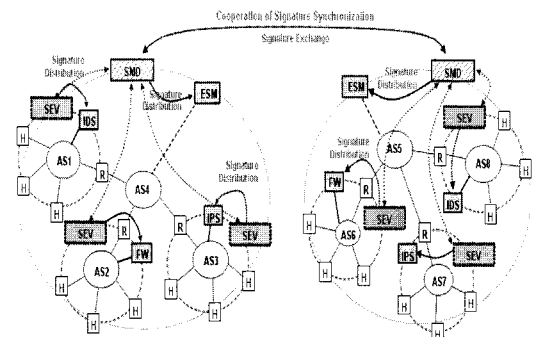 Cooperation of Signature Synchronization
Signature Exchange
Signature
Distribution
SMD
ESM
Signature
Distribution
SEV
IDS
H
H
H
H
AS1
R
AS4
Signature
Distribution
SEV
R
FW
R
IPS
SEV
AS2
AS3
H
H
H
H
H
H
ESM
Signature
Distribution
SMD
SEV
H
H
H
AS5
R
AS8
Signature
Distribution
FW
R
SEV
IDS
H
H
H
AS6
IPS
R
SEV
H
H
AS7
H
H
H